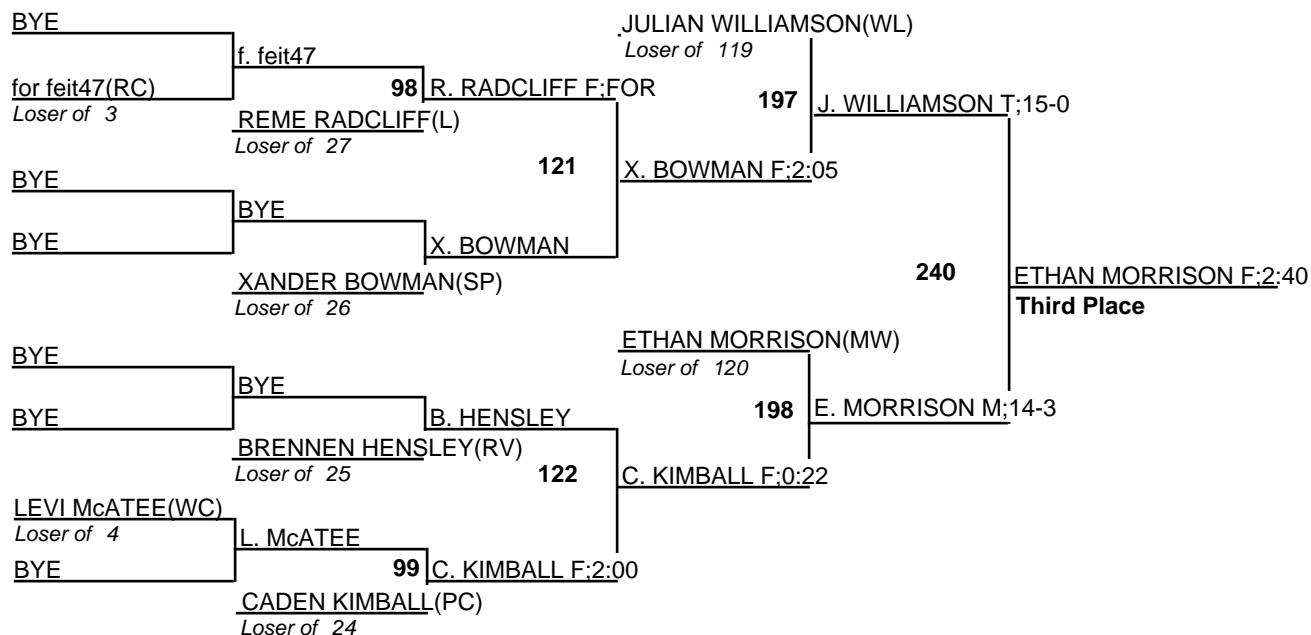 BYE
for feit47(RC)
Loser of 3
f. feit47
REME RADCLIFF(L)
Loser of 27
98
R. RADCLIFF F;FOR
BYE
BYE
BYE
XANDER BOWMAN(SP)
Loser of 26
X. BOWMAN
121
X. BOWMAN F;2:05
JULIAN WILLIAMSON(WL)
Loser of 119
197
J. WILLIAMSON T;15-0
BYE
BYE
BYE
BRENNEN HENSLEY(RV)
Loser of 25
B. HENSLEY
LEVI McATEE(WC)
Loser of 4
BYE
L. McATEE
CADEN KIMBALL(PC)
Loser of 24
99
C. KIMBALL F;2:00
122
C. KIMBALL F;0:22
ETHAN MORRISON(MW)
Loser of 120
198
E. MORRISON M;14-3
240
ETHAN MORRISON F;2:40
Third Place